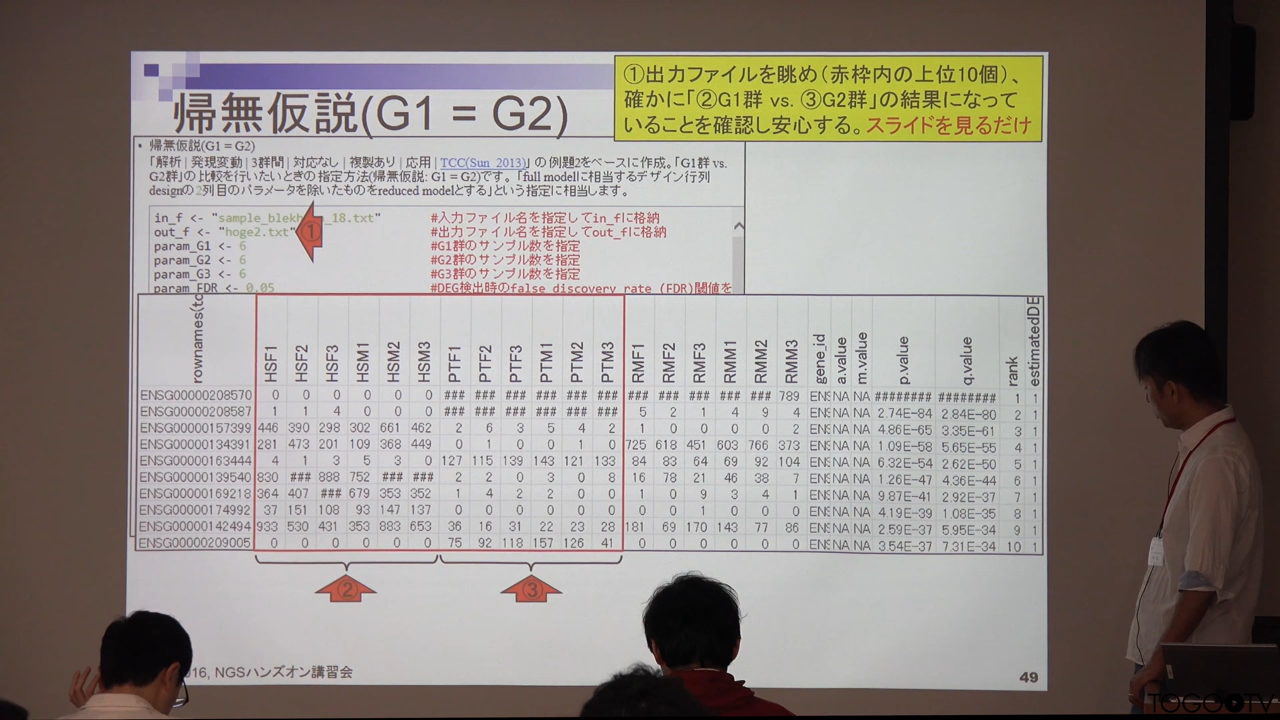 帰無仮説(G1 = G2)
①出力ファイルを眺め(赤枠内の上位10個)、
確かに「②G1群 vs. ③G2群」の結果になって
いることを確認し安心する。スライドを見るだけ
• 帰無仮説(G1 = G2)
「解析 | 発現変動 | 3群間 | 対応なし | 複製あり | 応用 | TCC(Sun_2013)」の例題2をベースに作成。「G1群 vs.
G2群」の比較を行いたいときの指定方法(帰無仮説: G1 = G2)です。「full modelに相当するデザイン行列
designの2列目のパラメータを除いたものをreduced modelとする」という指定に相当します。
in_f <- "sample_blekh _18.txt" #入力ファイル名を指定してin_fに格納
out_f <- "hoge2.txt" ① #出力ファイル名を指定してout_fに格納
param_G1 <- 6 #G1群のサンプル数を指定
param_G2 <- 6 #G2群のサンプル数を指定
param_G3 <- 6 #G3群のサンプル数を指定
param_FDR <- 0.05 #DEG検出時のfalse discovery rate (FDR)閾値を
rownames(tc HSF1 HSF2 HSF3 HSM1 HSM2 HSM3 PTF1 PTF2 PTF3 PTM1 PTM2 PTM3 RMF1 RMF2 RMF3 RMM1 RMM2 RMM3 gene_id a.value m.value p.value q.value rank estimatedDE
ENSG00000208570 0 0 0 0 0 0 ### ### ### ### ### ### ### ### ### ### ### 789 ENS NA NA ######## ######## 1 1
ENSG00000208587 1 1 4 0 0 0 ### ### ### ### ### ### 5 2 1 4 9 4 ENS NA NA 2.74E-84 2.84E-80 2 1
ENSG00000157399 446 390 298 302 661 462 2 6 3 5 4 2 1 0 0 0 0 2 ENS NA NA 4.86E-65 3.35E-61 3 1
ENSG00000134391 281 473 201 109 368 449 0 1 0 0 1 0 725 618 451 603 766 373 ENS NA NA 1.09E-58 5.65E-55 4 1
ENSG00000163444 4 1 3 5 3 0 127 115 139 143 121 133 84 83 64 69 92 104 ENS NA NA 6.32E-54 2.62E-50 5 1
ENSG00000139540 830 ### 888 752 ### ### 2 2 0 3 0 8 16 78 21 46 38 7 ENS NA NA 1.26E-47 4.36E-44 6 1
ENSG00000169218 364 407 ### 679 353 352 1 4 2 2 0 0 1 0 9 3 4 1 ENS NA NA 9.87E-41 2.92E-37 7 1
ENSG00000174992 37 151 108 93 147 137 0 0 0 0 0 0 0 0 1 0 0 0 ENS NA NA 4.19E-39 1.08E-35 8 1
ENSG00000142494 933 530 431 353 883 653 36 16 31 22 23 28 181 69 170 143 77 86 ENS NA NA 2.59E-37 5.95E-34 9 1
ENSG00000209005 0 0 0 0 0 0 75 92 118 157 126 41 0 0 0 0 0 0 ENS NA NA 3.54E-37 7.31E-34 10 1
② ③
16, NGSハンズオン講習会
49
TOGOTV